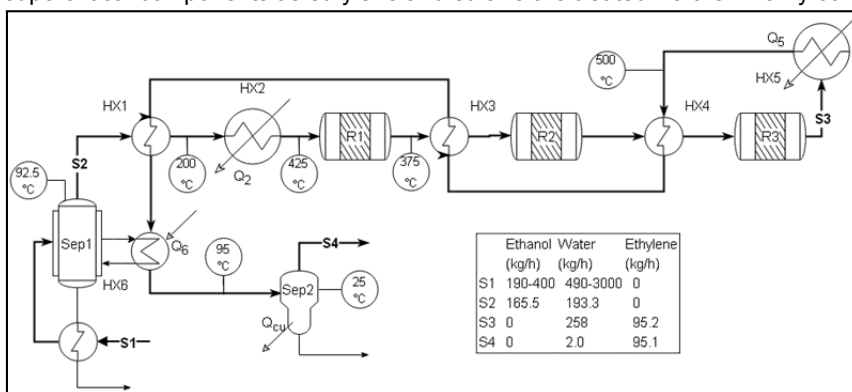 Q5
500
°C
HX5
HX2
HX1
HX3
HX4
S3
S2
R1
R2
R3
92.5
°C
200
°C
Q2
425
°C
375
°C
Sep1
Q6
S4
HX6
95
°C
Sep2
25
°C
Qcu
S1
Ethanol Water Ethylene
(kg/h) (kg/h) (kg/h)
S1 190-400 490-3000 0
S2 165.5 193.3 0
S3 0 258 95.2
S4 0 2.0 95.1